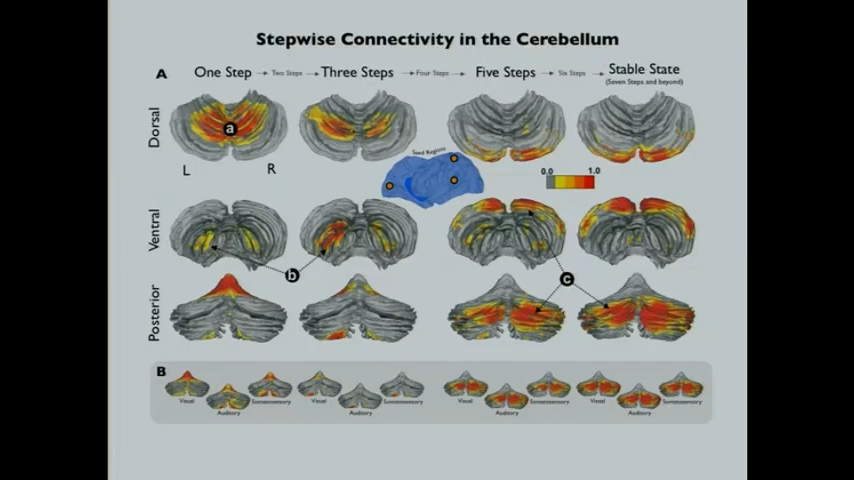 Stepwise Connectivity in the Cerebellum
A
One Step
Two Steps
Three Steps
Four Steps
Five Steps
Six Steps
Stable State
(Seven Steps and beyond)
Dorsal
a
L
R
Seed Regions
0.0
1.0
Ventral
b
c
Posterior
B
Visual
Auditory
Somatosensory
Visual
Auditory
Somatosensory
Visual
Auditory
Somatosensory
Visual
Auditory
Somatosensory